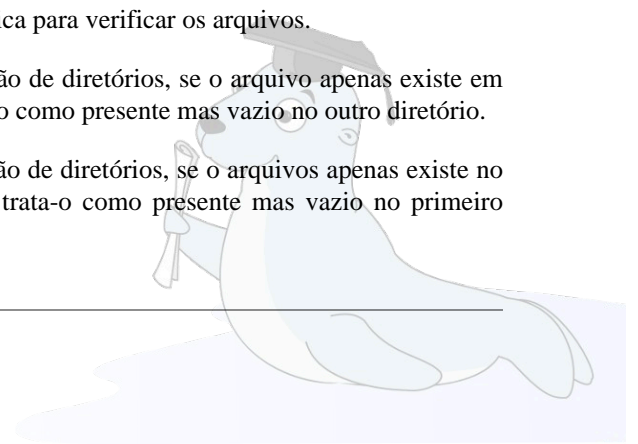 ica para verificar os arquivos.
ão de diretórios, se o arquivo apenas existe em
o como presente mas vazio no outro diretório.
ão de diretórios, se o arquivos apenas existe no
trata-o como presente mas vazio no primeiro